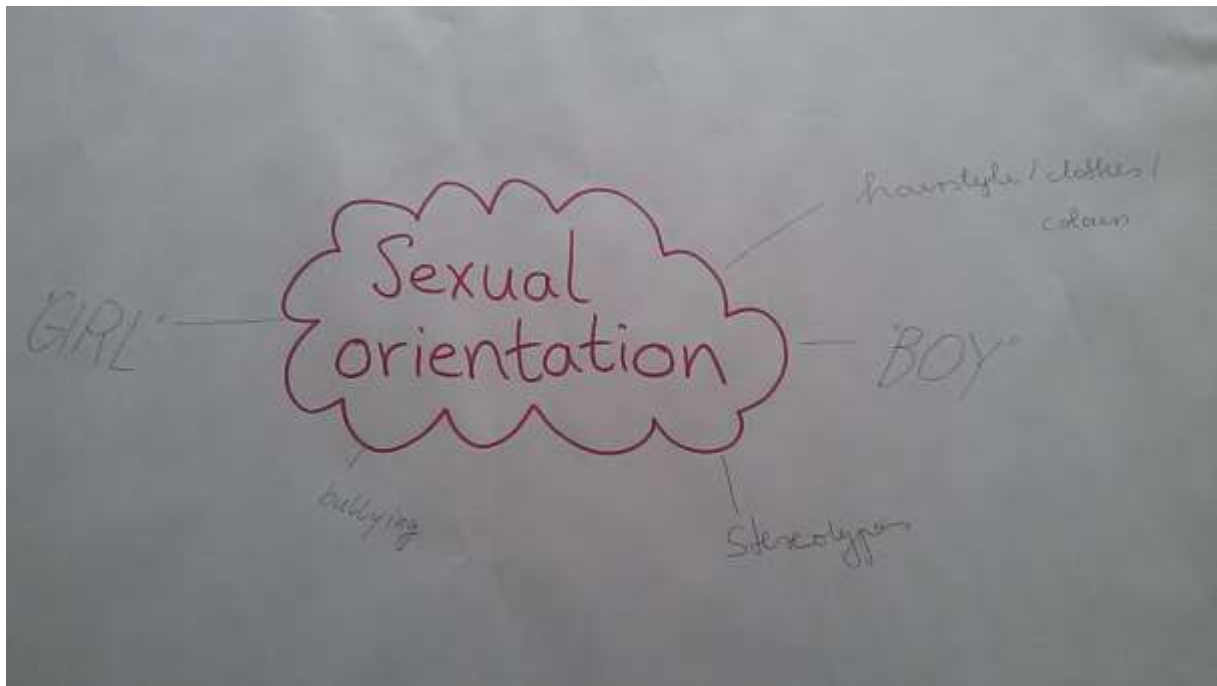 hairstyle / clothes /
colours
Sexual
orientation
"GIRL"
"BOY"
bullying
Stereotypes